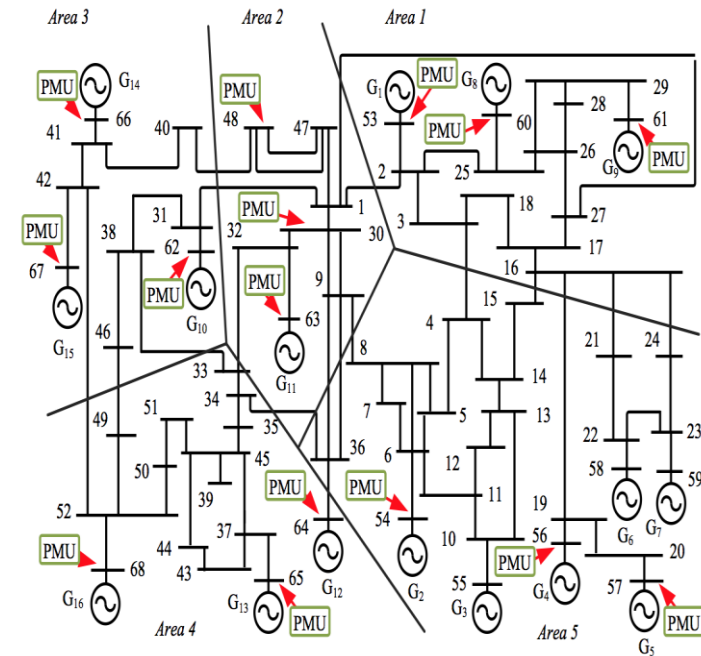 Area 3
Area 2
Area 1
G14
PMU
66
41
40
PMU
48
47
G1
PMU
53
G8
PMU
60
29
28
61
G9
PMU
26
2
25
42
31
38
62
PMU
G10
32
PMU
1
30
3
18
27
17
PMU
67
G15
PMU
63
G11
9
16
15
4
21
24
46
33
8
14
49
51
34
35
7
5
13
36
6
12
22
23
50
45
39
11
58
59
52
PMU
64
PMU
54
10
19
G6
G7
44
37
43
PMU
68
G16
65
G13
PMU
G12
G2
55
G3
56
PMU
G4
20
57
PMU
G5
Area 4
Area 5